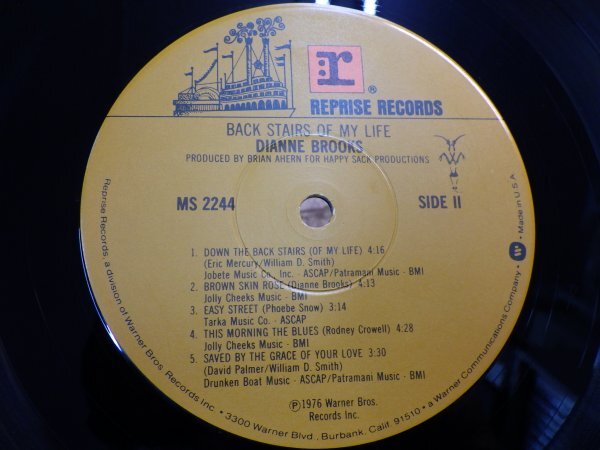 :r
®
REPRISE RECORDS
BACK STAIRS OF MY LIFE
DIANNE BROOKS
PRODUCED BY BRIAN AHERN FOR HAPPY SACK PRODUCTIONS
MS 2244
SIDE II
1. DOWN THE BACK STAIRS (OF MY LIFE) 4:16
(Eric Mercury/William D. Smith)
Jobete Music Co., Inc. - ASCAP/Patramani Music - BMI
2. BROWN SKIN ROSE (Dianne Brooks) 4:13
Jolly Cheeks Music - BMI
3. EASY STREET (Phoebe Snow) 3:14
Tarka Music Co. - ASCAP
4. THIS MORNING THE BLUES (Rodney Crowell) 4:28
Jolly Cheeks Music - BMI
5. SAVED BY THE GRACE OF YOUR LOVE 3:30
(David Palmer/William D. Smith)
Drunken Boat Music - ASCAP/Patramani Music - BMI
℗1976 Warner Bros.
Records Inc.
Reprise Records, a division of Warner Bros. Records Inc. • 3300 Warner Blvd., Burbank, Calif. 91510 • a Warner Communications Company • W • Made in U.S.A.